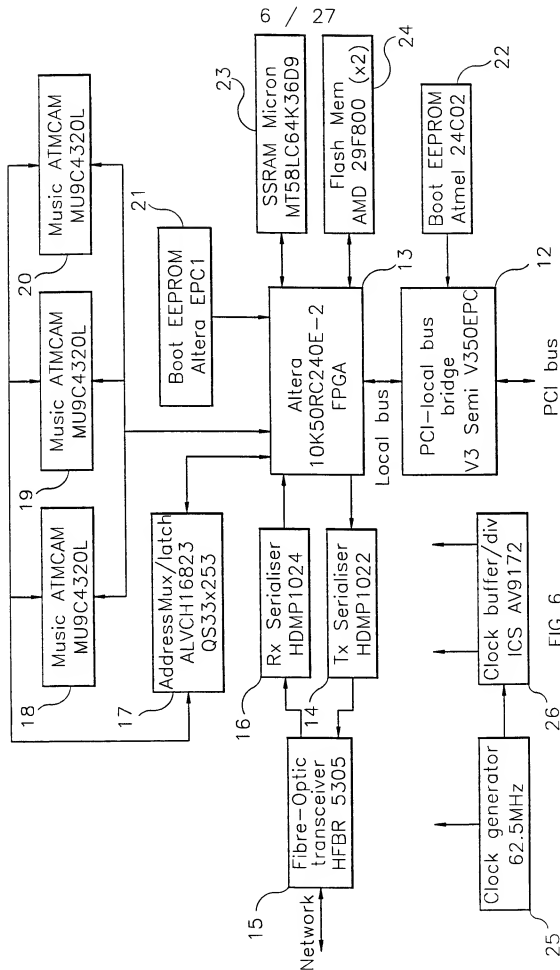 6 / 27
Music ATMCAM
MU9C4320L
20
Music ATMCAM
MU9C4320L
19
Music ATMCAM
MU9C4320L
18
Boot EEPROM
Altera EPC1
21
SSRAM Micron
MT58LC64K36D9
23
Flash Mem
AMD 29F800 (x2)
24
AddressMux/latch
ALVCH16823
QS33x253
17
Altera
10K50RC240E-2
FPGA
13
Boot EEPROM
Atmel 24C02
22
Rx Serialiser
HDMP1024
16
Tx Serialiser
HDMP1022
14
Fibre-Optic
transceiver
HFBR 5305
15
Network
Local bus
PCI-local bus
bridge
V3 Semi V350EPC
12
PCI bus
Clock generator
62.5MHz
25
Clock buffer/div
ICS AV9172
26
FIG 6